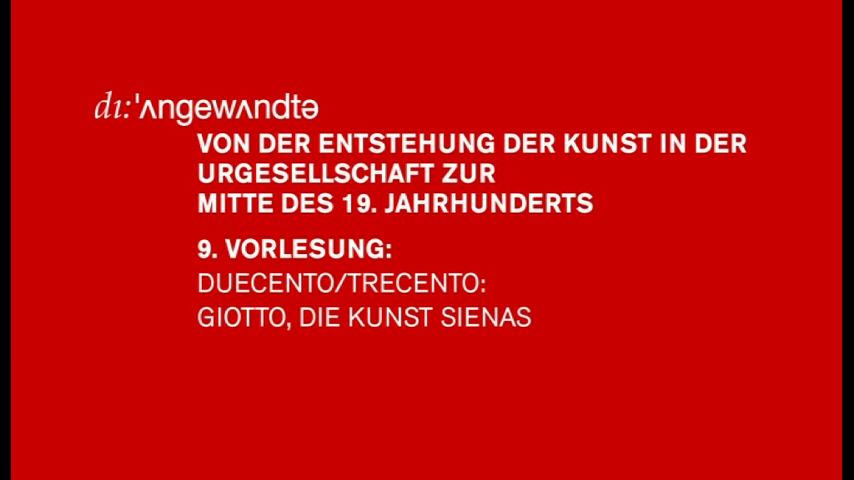 dɪ:'ʌngewʌndtə
VON DER ENTSTEHUNG DER KUNST IN DER
URGESELLSCHAFT ZUR
MITTE DES 19. JAHRHUNDERTS
9. VORLESUNG:
DUECENTO/TRECENTO:
GIOTTO, DIE KUNST SIENAS